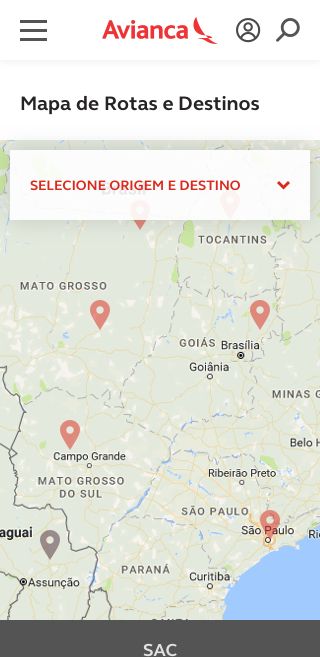 Avianca
Mapa de Rotas e Destinos
SELECIONE ORIGEM E DESTINO
TOCANTINS
MATO GROSSO
GOIÁS
Brasília
Goiânia
MINAS G
Belo H
Campo Grande
Ribeirão Preto
MATO GROSSO
DO SUL
SÃO PAULO
São Paulo
Ri
aguai
PARANÁ
Assunção
Curitiba
SAC